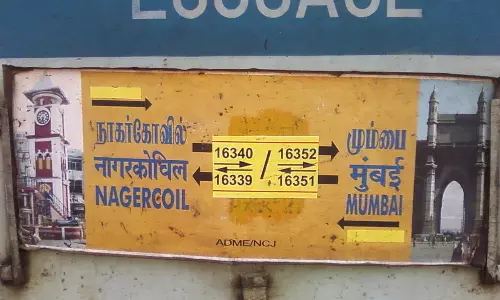 LUGGAGE
நாகர்கோவில்
नागरकोविल
NAGERCOIL
16340 / 16352
16339 / 16351
மும்பை
मुंबई
MUMBAI
ADME/NCJ